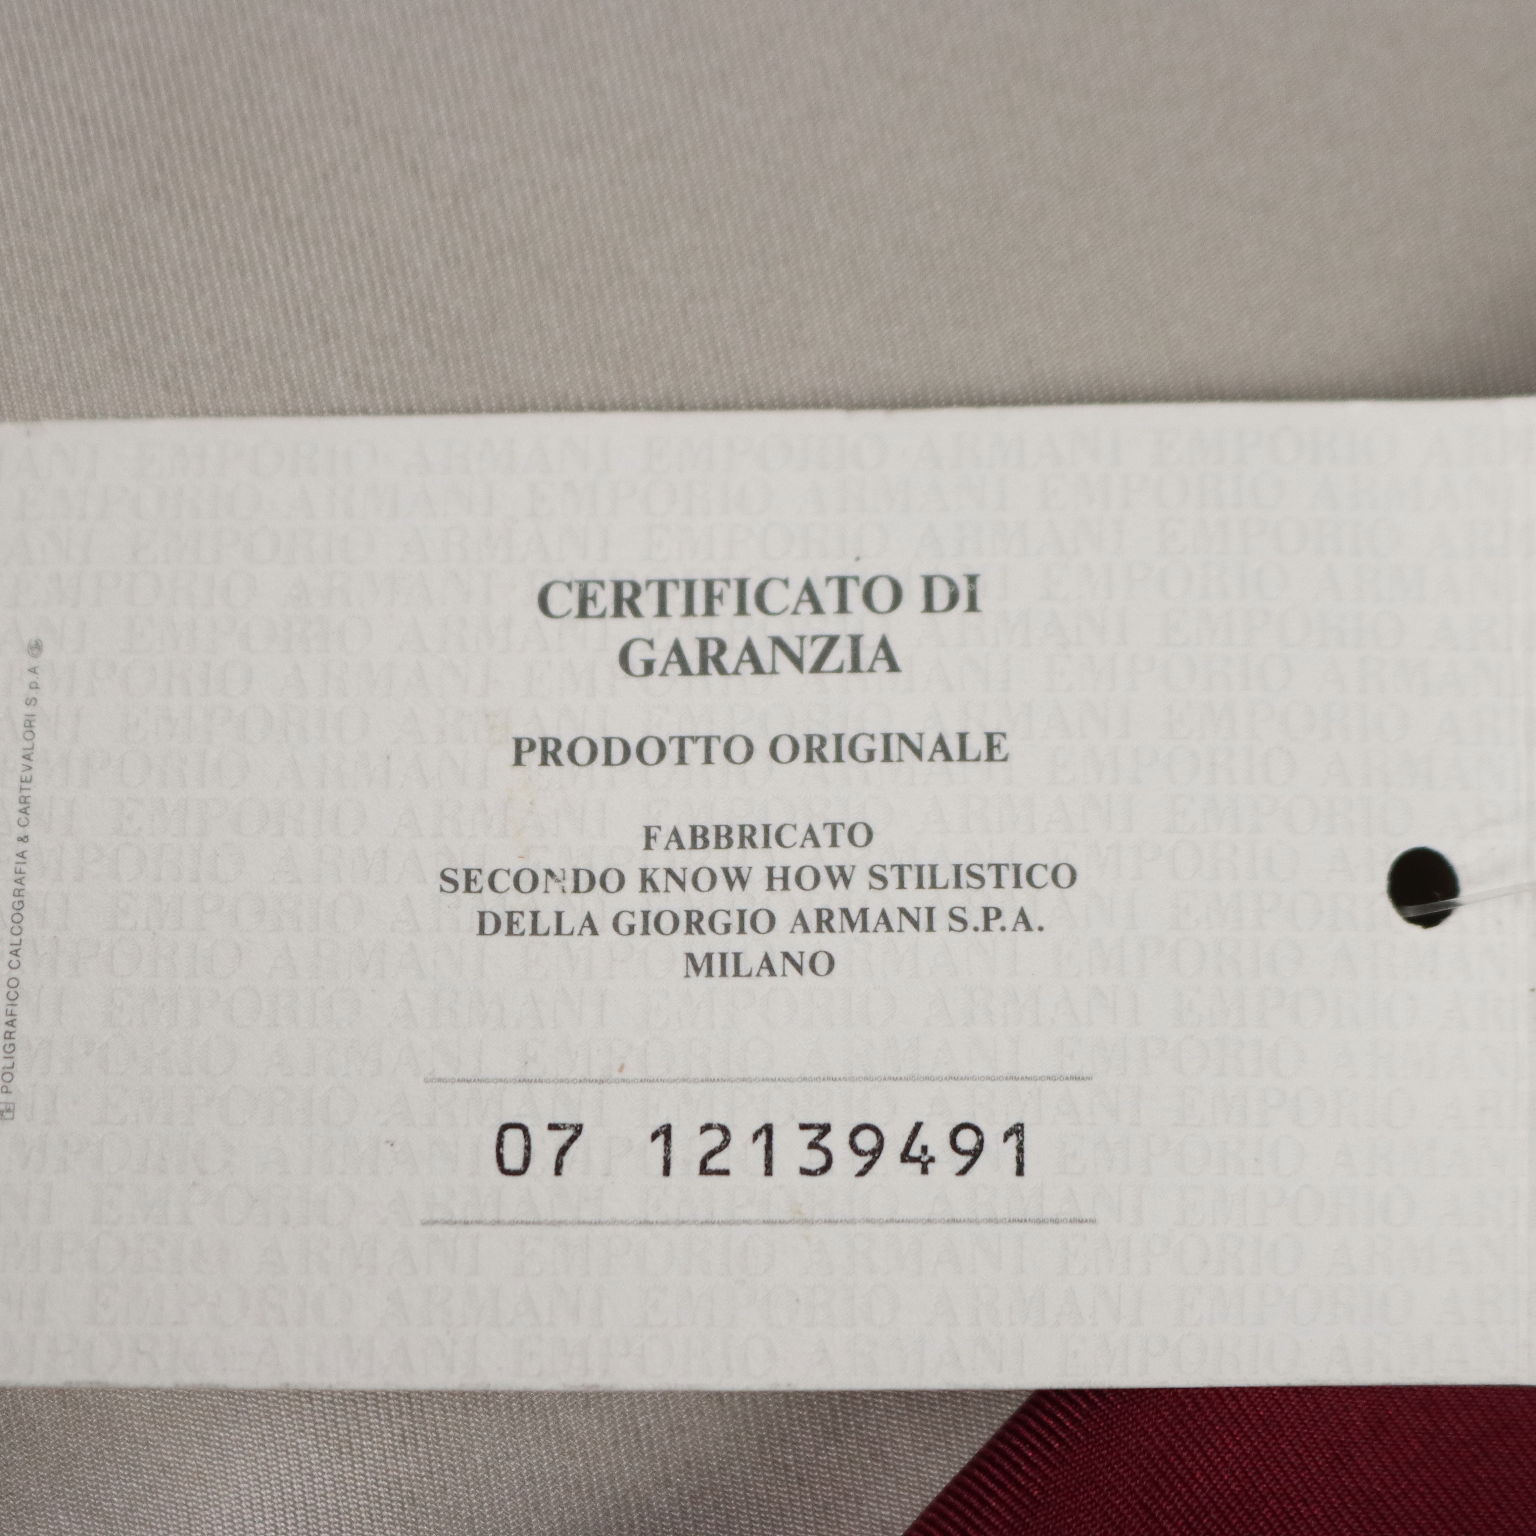 CERTIFICATO DI
GARANZIA
PRODOTTO ORIGINALE
FABBRICATO
SECONDO KNOW HOW STILISTICO
DELLA GIORGIO ARMANI S.P.A.
MILANO
07 12139491
POLIGRAFICO CALCOGRAFIA & CARTEVALORI S.p.A